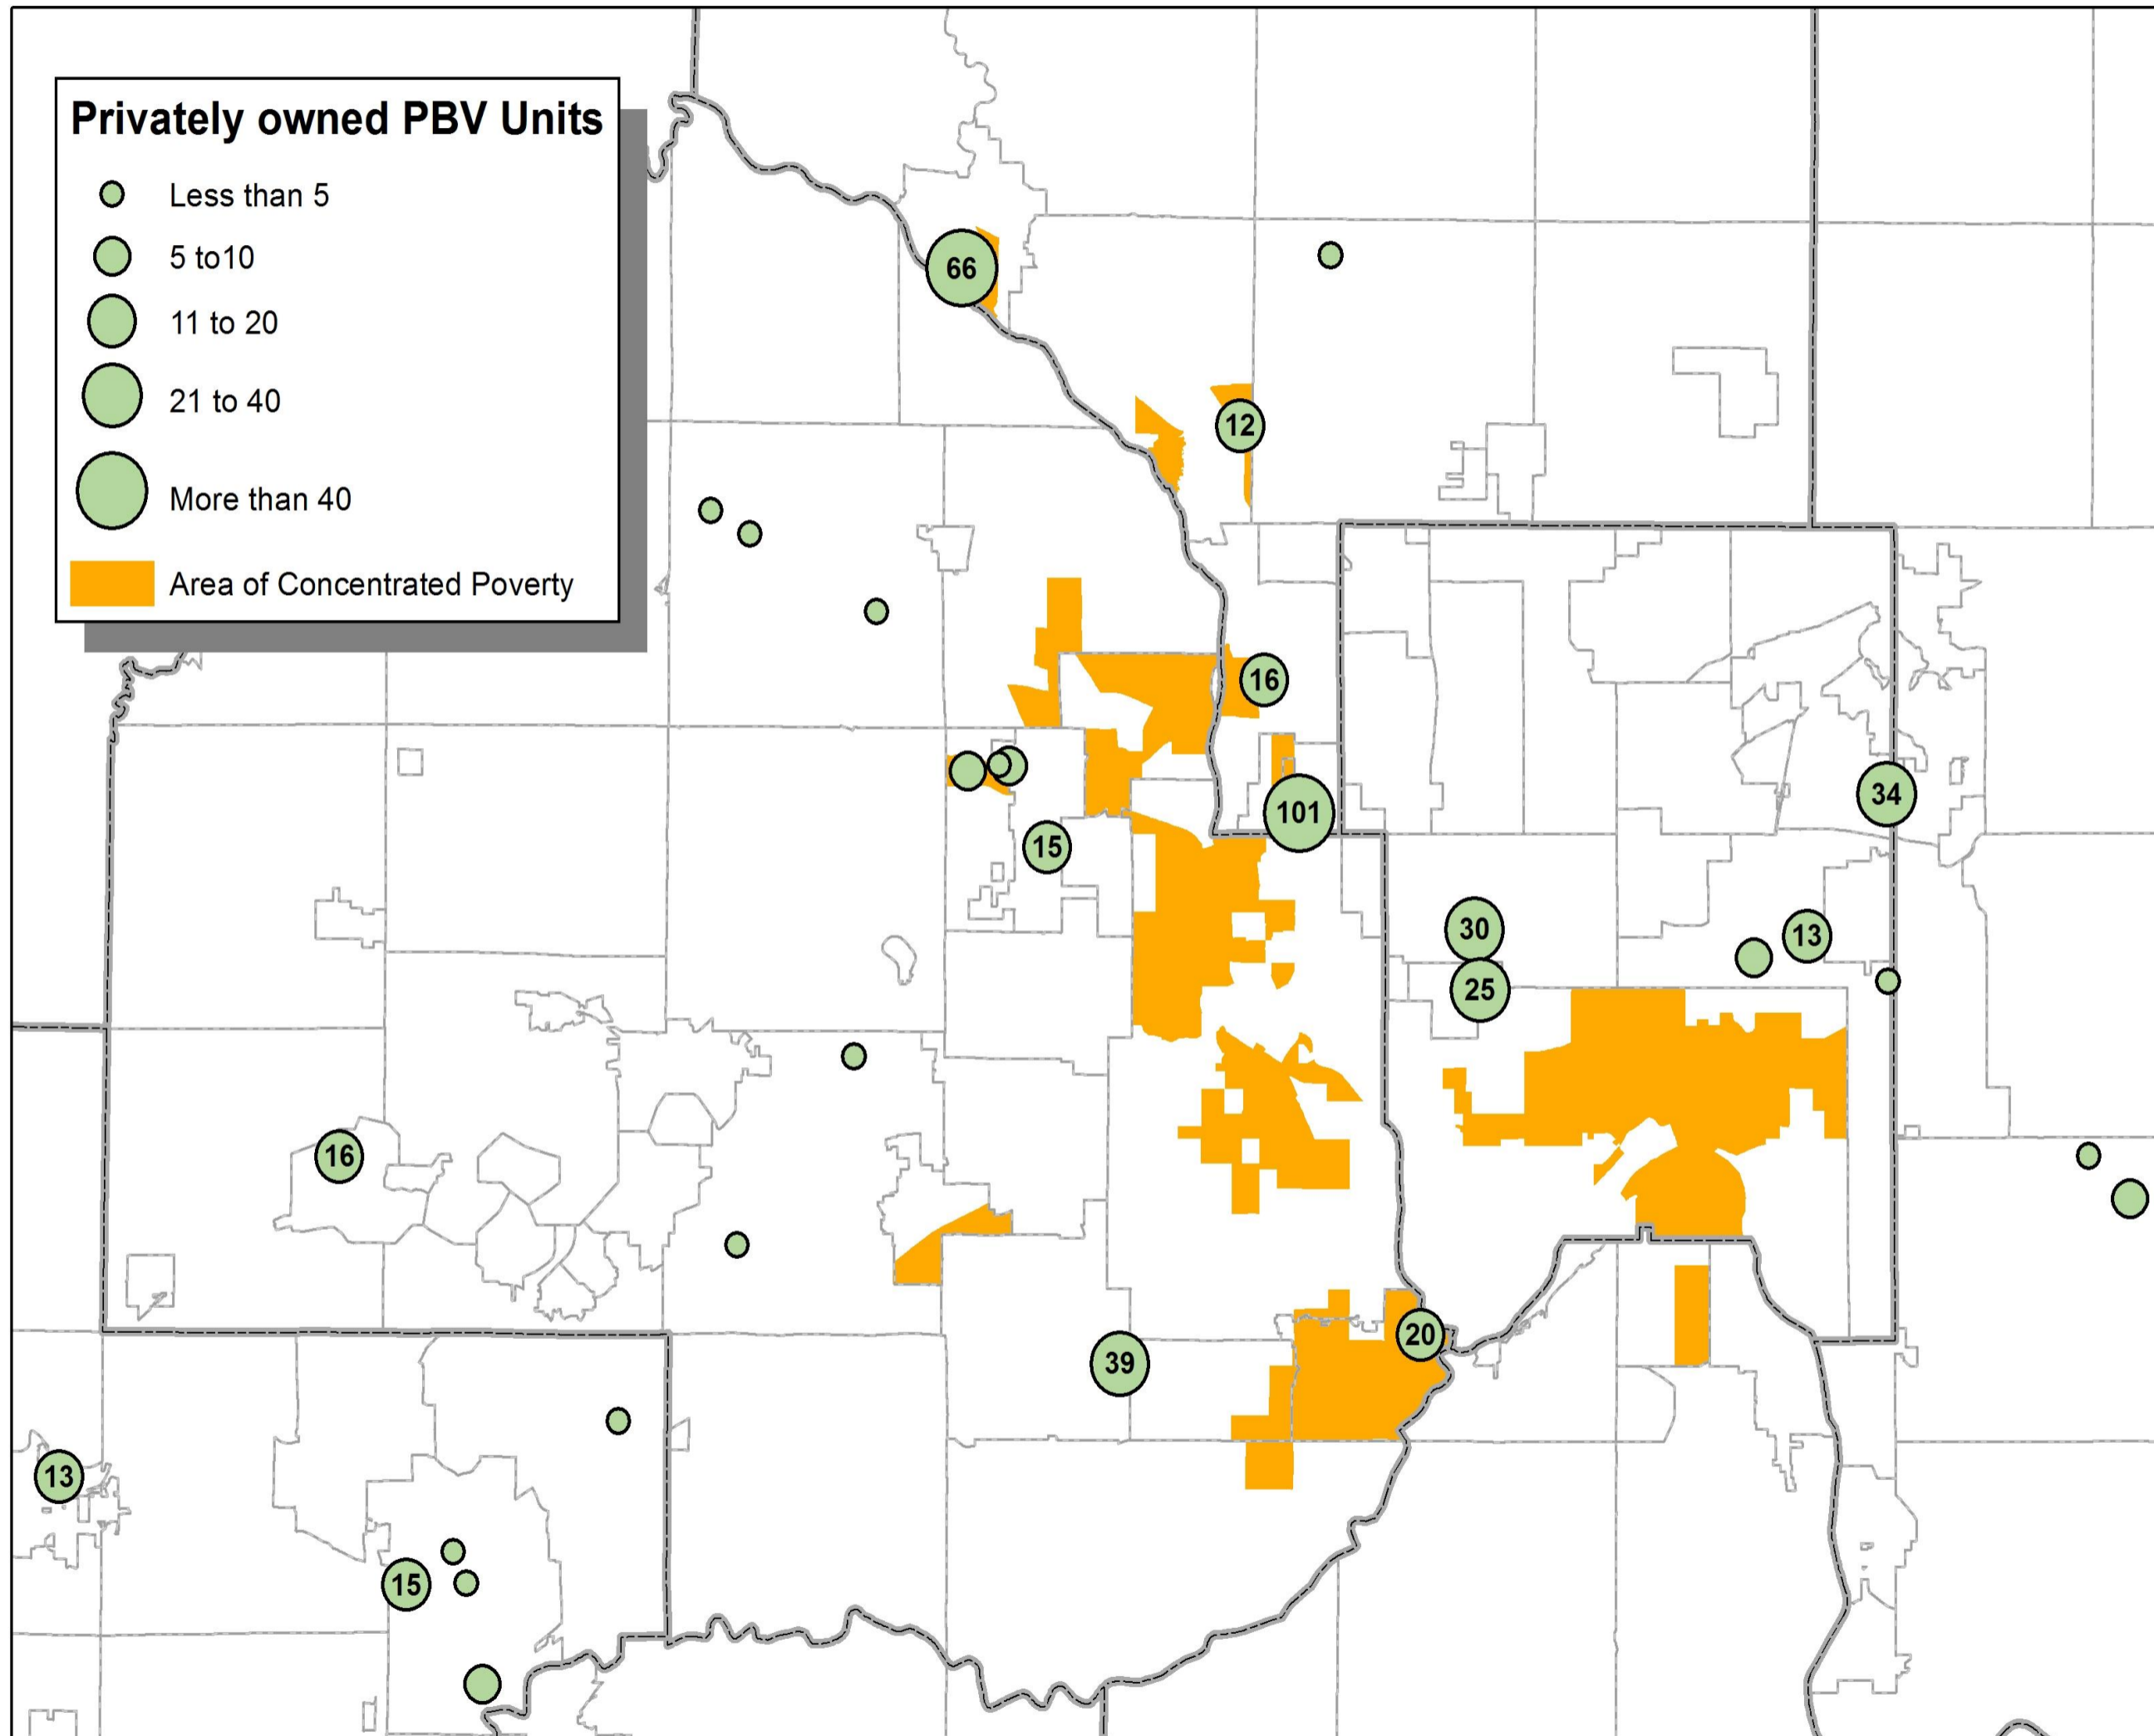 Privately owned PBV Units
Less than 5
5 to10
11 to 20
21 to 40
More than 40
Area of Concentrated Poverty
66
12
16
101
34
15
30
13
25
16
20
39
13
15